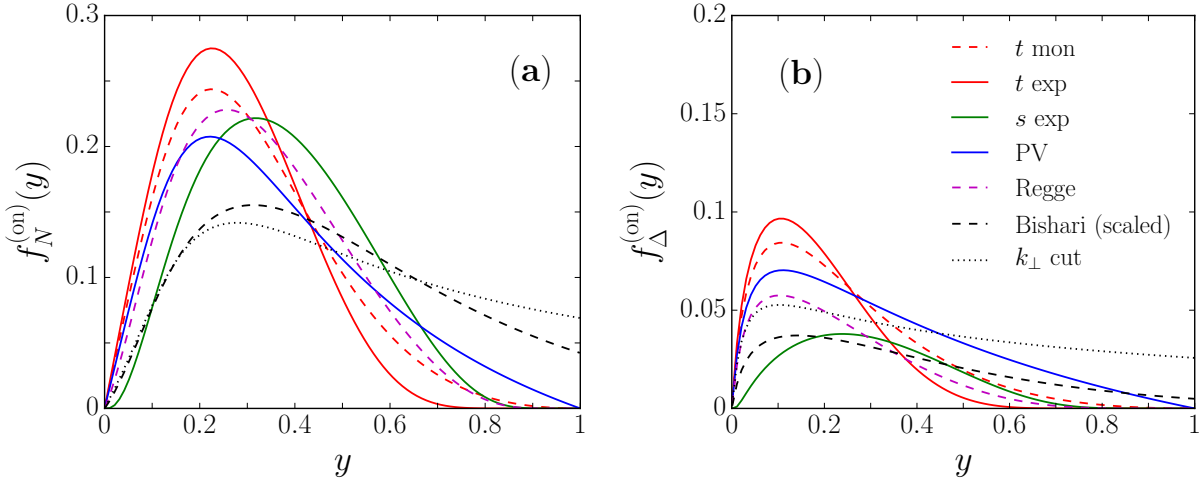 0.3
0.2
0.1
0
0 0.2 0.4 0.6 0.8 1
y
f_N^{(on)}(y)
(a)
0.2
0.15
0.1
0.05
0
0 0.2 0.4 0.6 0.8 1
y
f_Δ^{(on)}(y)
(b)
t mon
t exp
s exp
PV
Regge
Bishari (scaled)
k_⊥ cut